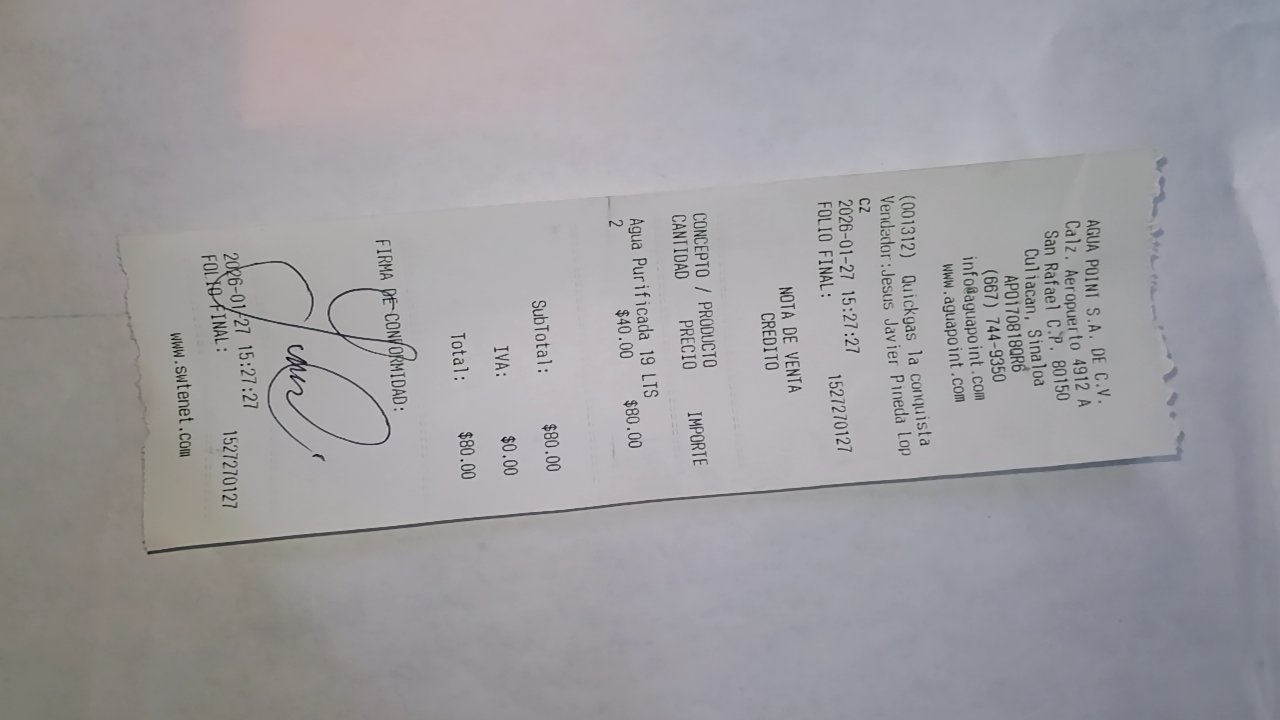 AGUA POINT S.A. DE C.V.
Calz. Aeropuerto 4912 A
San Rafael C.P. 80150
Culiacan, Sinaloa
APO170818QR6
(667) 744-9350
info@aguapoint.com
www.aguapoint.com
(001312) Quickgas la conquista
Vendedor:Jesus Javier Pineda Lop
cz
2026-01-27 15:27:27
FOLIO FINAL: 1527270127
NOTA DE VENTA
CREDITO
CONCEPTO / PRODUCTO
CANTIDAD PRECIO IMPORTE
Agua Purificada 19 LTS
2 $40.00 $80.00
SubTotal: $80.00
IVA: $0.00
Total: $80.00
FIRMA DE CONFORMIDAD:
2026-01-27 15:27:27
FOLIO FINAL: 1527270127
www.swtenet.com